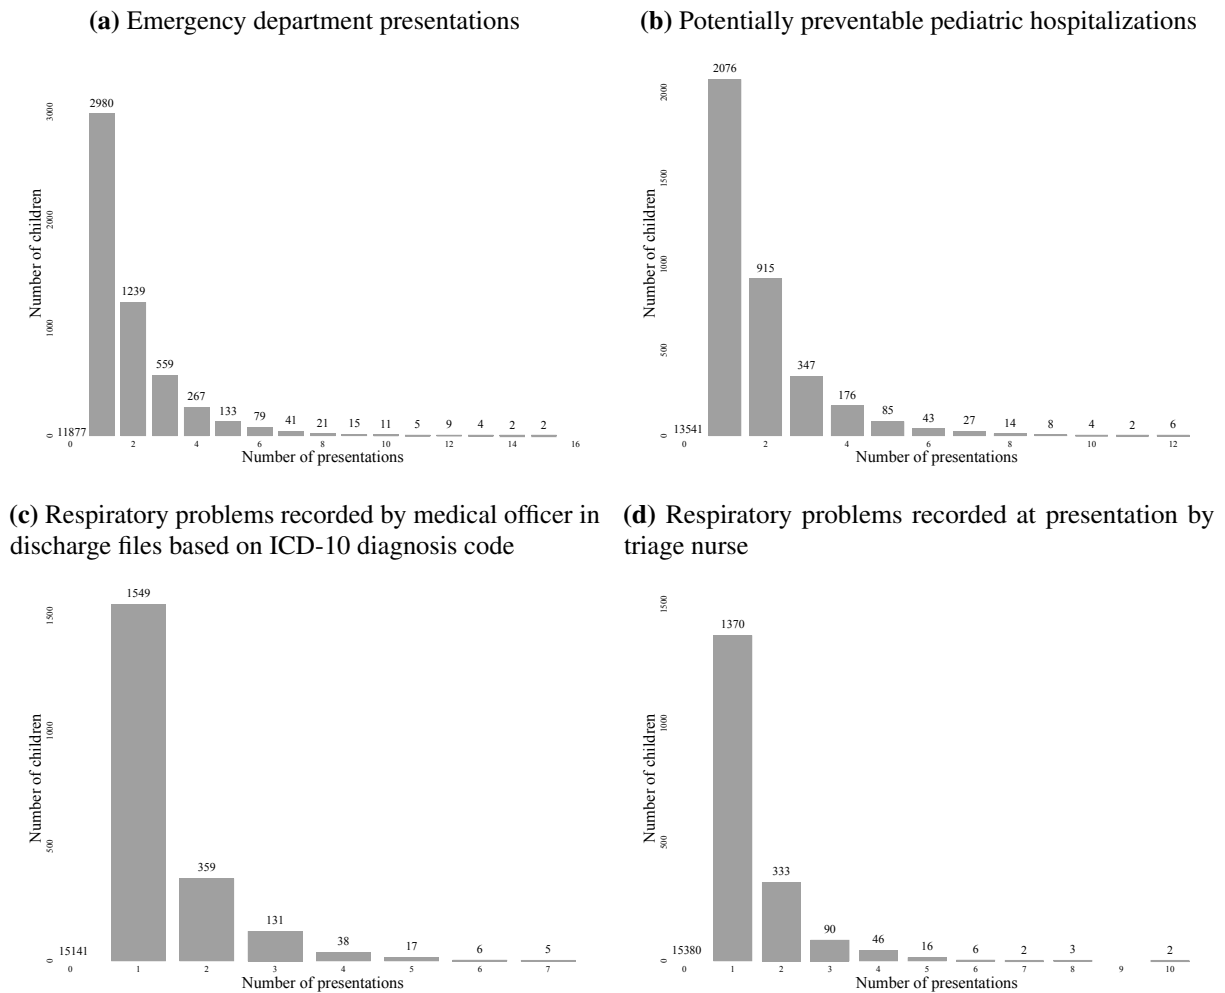 (a) Emergency department presentations
Number of children
0 1000 2000 3000
11877 2980 1239 559 267 133 79 41 21 15 11 5 9 4 2 2
0 2 4 6 8 10 12 14 16
Number of presentations
(b) Potentially preventable pediatric hospitalizations
Number of children
0 500 1000 1500 2000
13541 2076 915 347 176 85 43 27 14 8 4 2 6
0 2 4 6 8 10 12
Number of presentations
(c) Respiratory problems recorded by medical officer in
discharge files based on ICD-10 diagnosis code
Number of children
0 500 1000 1500
15141 1549 359 131 38 17 6 5
0 1 2 3 4 5 6 7
Number of presentations
(d) Respiratory problems recorded at presentation by
triage nurse
Number of children
0 500 1000 1500
15380 1370 333 90 46 16 6 2 3 2
0 1 2 3 4 5 6 7 8 9 10
Number of presentations